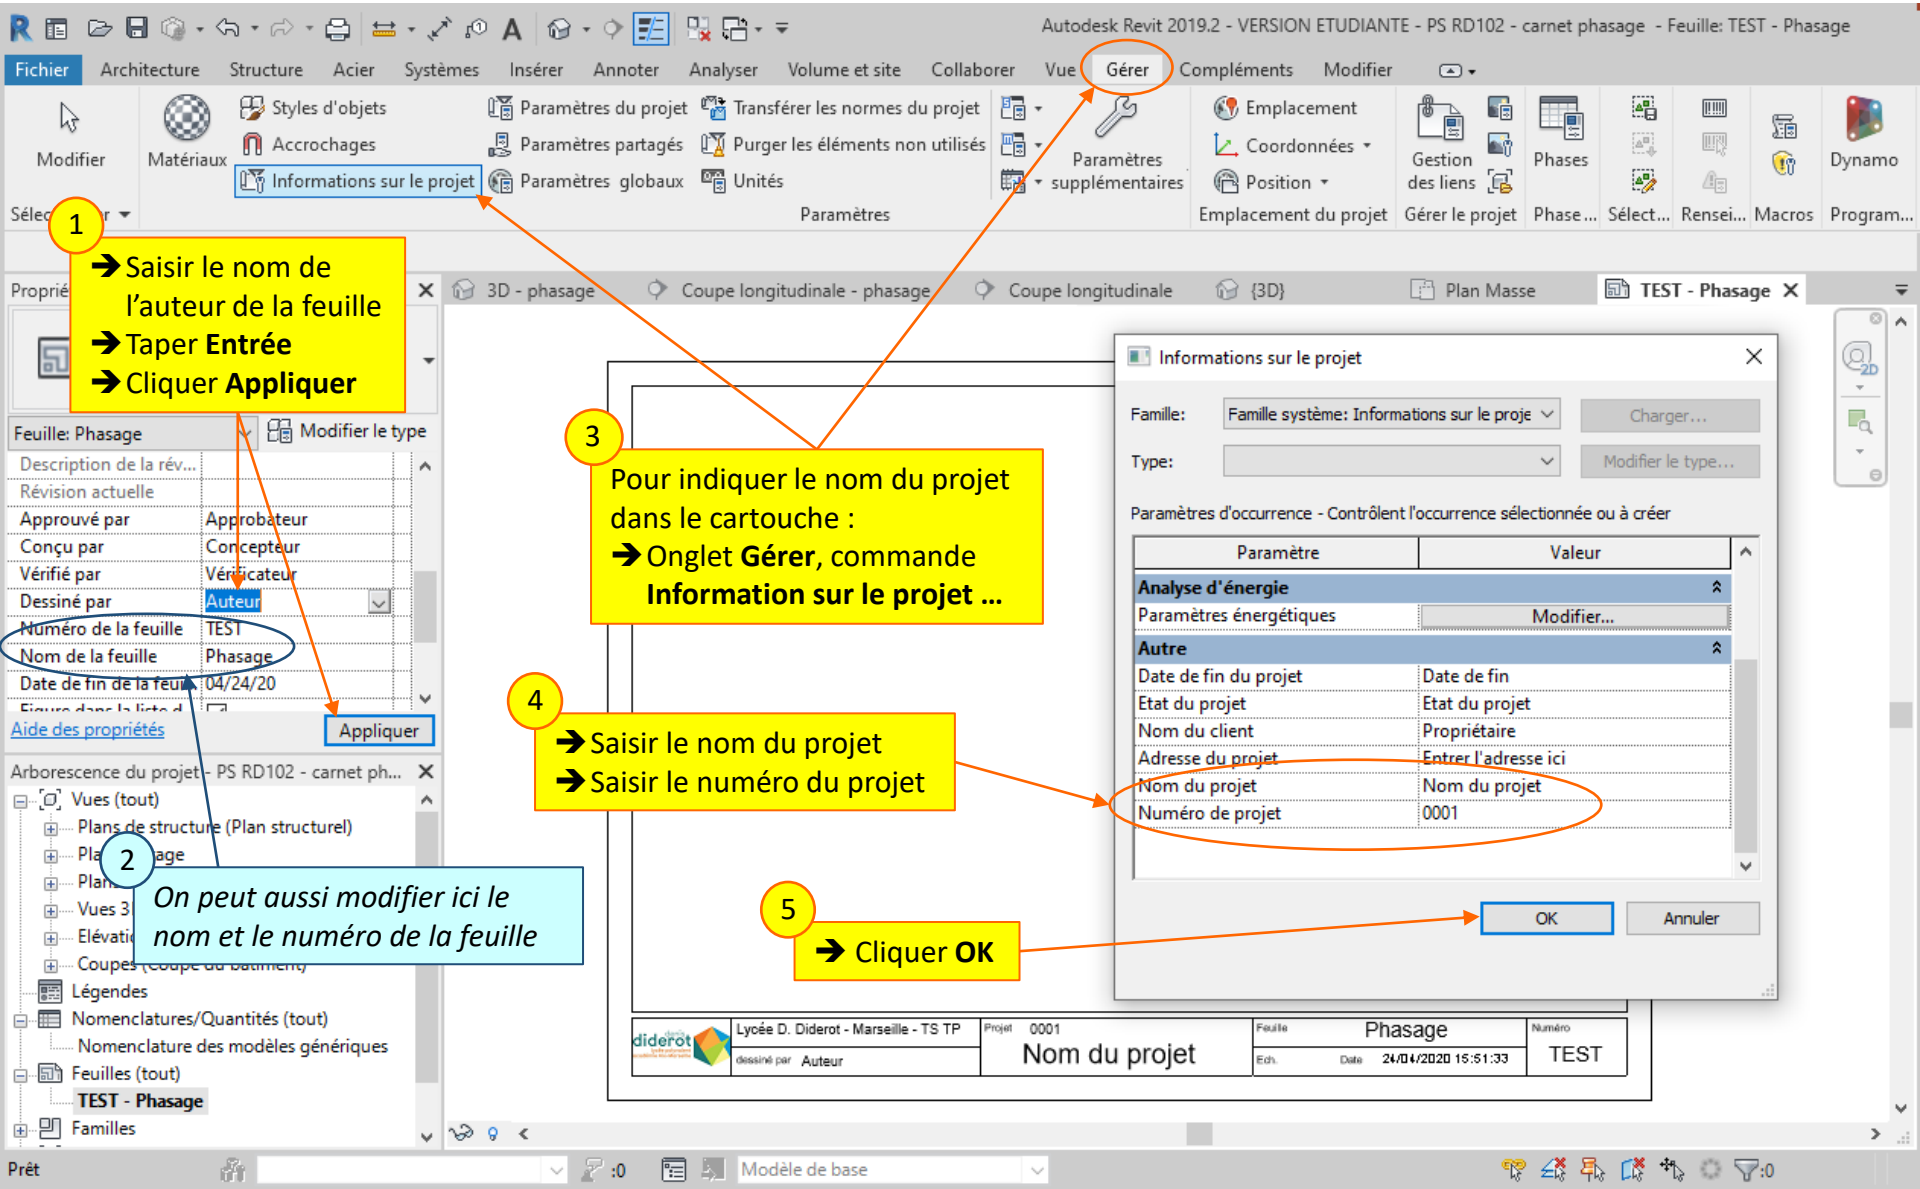 Autodesk Revit 2019.2 - VERSION ETUDIANTE - PS RD102 - carnet phasage - Feuille: TEST - Phasage
Fichier Architecture Structure Acier Systèmes Insérer Annoter Analyser Volume et site Collaborer Vue Gérer Compléments Modifier
Styles d'objets Paramètres du projet Transférer les normes du projet Emplacement
Accrochages Paramètres partagés Purger les éléments non utilisés Coordonnées
Modifier Matériaux Paramètres supplémentaires Gestion des liens Phases Dynamo
Informations sur le projet Paramètres globaux Unités Position
Paramètres Emplacement du projet Gérer le projet Phase ... Sélect... Rensei... Macros Program...
1
➔ Saisir le nom de
l'auteur de la feuille
➔ Taper Entrée
➔ Cliquer Appliquer
3D - phasage Coupe longitudinale - phasage Coupe longitudinale {3D} Plan Masse TEST - Phasage
2D
Feuille: Phasage Modifier le type
Description de la rév...
Révision actuelle
Approuvé par Approbateur
Conçu par Concepteur
Vérifié par Vérificateur
Dessiné par Auteur
Numéro de la feuille TEST
Nom de la feuille Phasage
Date de fin de la feui 04/24/20
Aide des propriétés Appliquer
Arborescence du projet - PS RD102 - carnet ph...
Vues (tout)
Plans de structure (Plan structurel)
Vues 3
Coupes (Coupe du bâtiment)
Légendes
Nomenclatures/Quantités (tout)
Nomenclature des modèles génériques
Feuilles (tout)
TEST - Phasage
Familles
2
On peut aussi modifier ici le
nom et le numéro de la feuille
3
Pour indiquer le nom du projet
dans le cartouche :
➔ Onglet Gérer, commande
Information sur le projet ...
4
➔ Saisir le nom du projet
➔ Saisir le numéro du projet
5
➔ Cliquer OK
Informations sur le projet
Famille: Famille système: Informations sur le proje Charger...
Type: Modifier le type...
Paramètres d'occurrence - Contrôlent l'occurrence sélectionnée ou à créer
Paramètre Valeur
Analyse d'énergie
Paramètres énergétiques Modifier...
Autre
Date de fin du projet Date de fin
Etat du projet Etat du projet
Nom du client Propriétaire
Adresse du projet Entrer l'adresse ici
Nom du projet Nom du projet
Numéro de projet 0001
OK Annuler
diderot Lycée D. Diderot - Marseille - TS TP Projet 0001 Feuille Phasage Numéro
dessiné par Auteur Nom du projet Ech. Date 24/04/2020 15:51:33 TEST
Prêt :0 Modèle de base :0